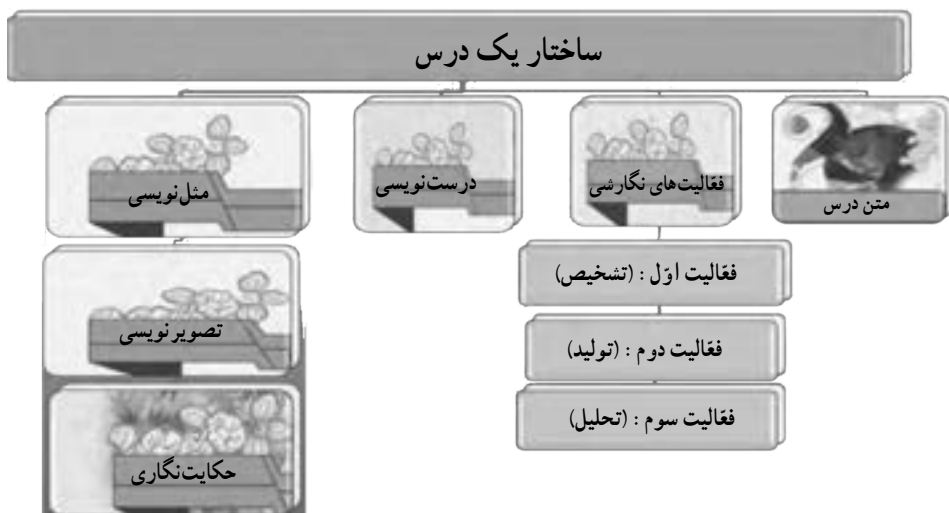 ساختار یک درس
متن درس
فعّالیت‌های نگارشی
درست‌نویسی
مثل‌نویسی
فعّالیت اوّل : (تشخیص)
فعّالیت دوم : (تولید)
فعّالیت سوم : (تحلیل)
تصویرنویسی
حکایت‌نگاری